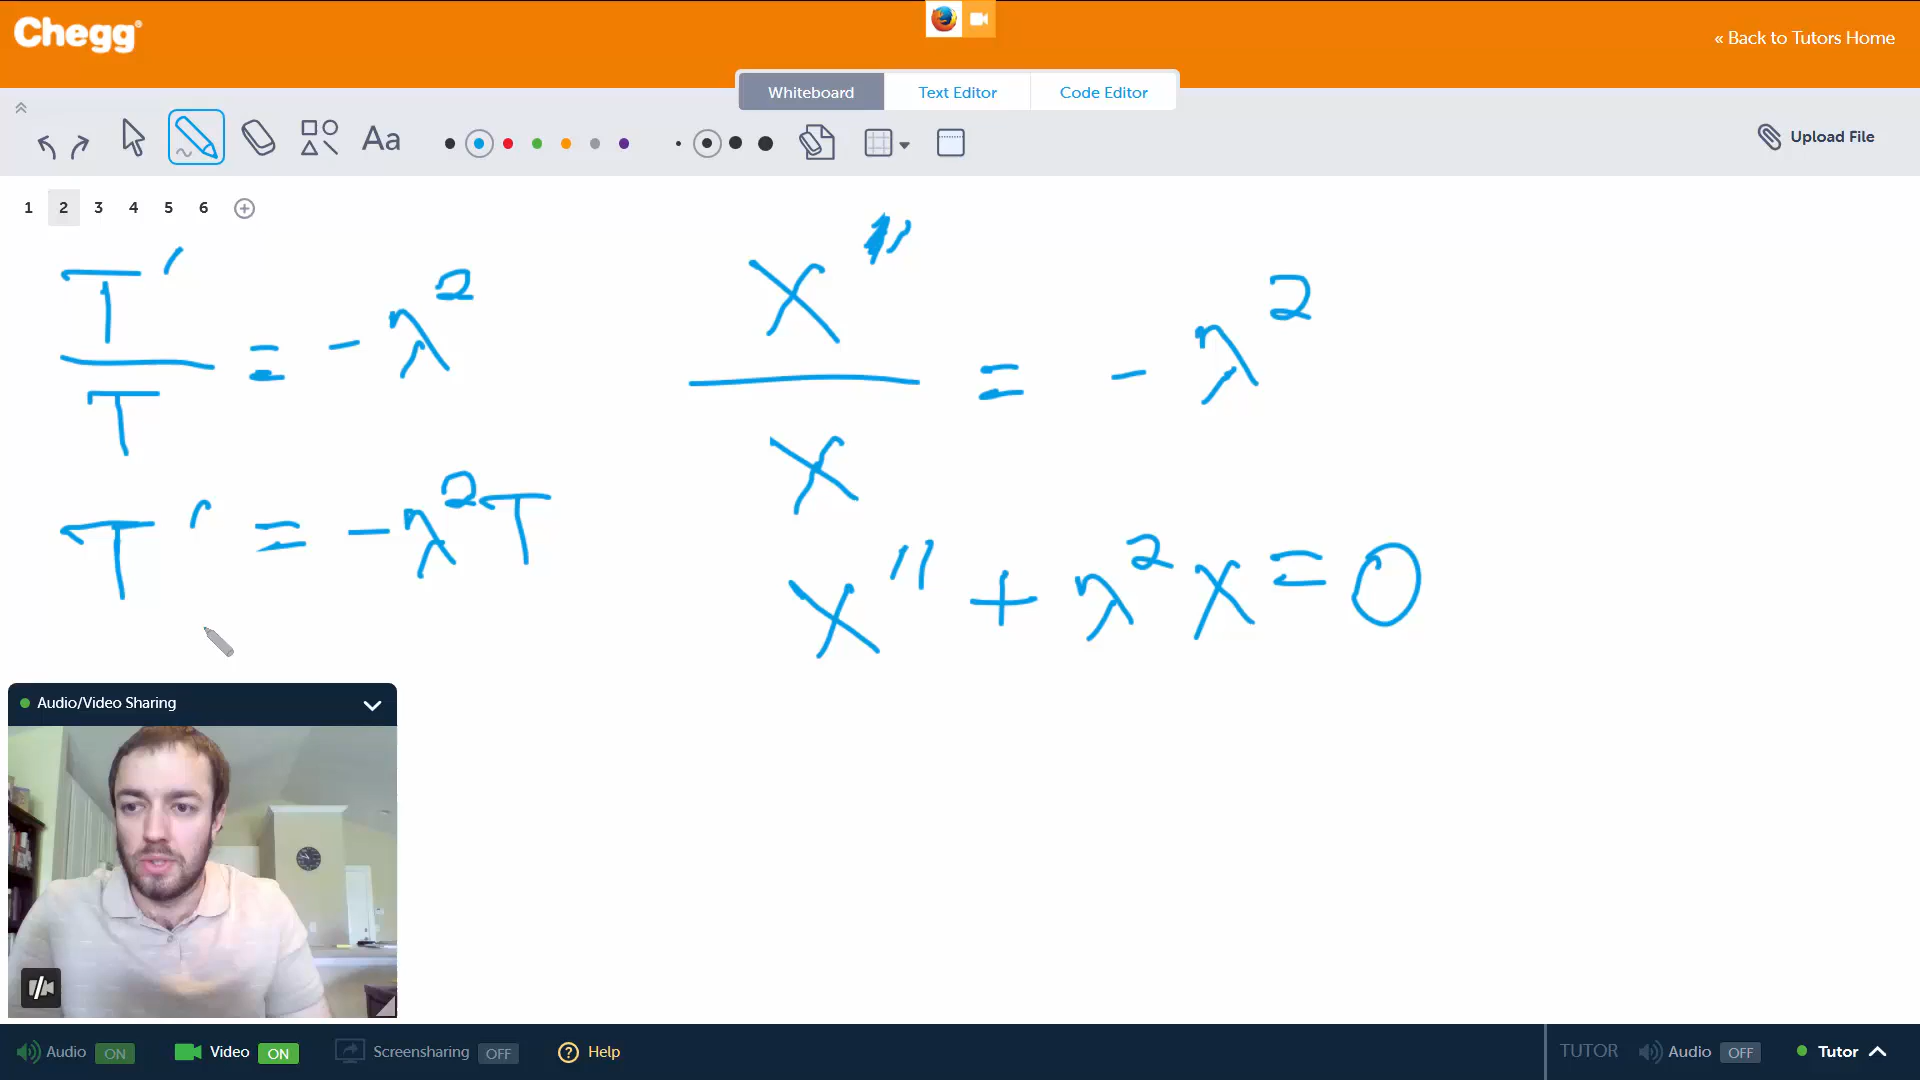 Chegg®
« Back to Tutors Home
Whiteboard Text Editor Code Editor
Aa
Upload File
1 2 3 4 5 6
T'/T = -λ² X''/X = -λ²
T' = -λ²T X'' + λ²X = 0
Audio/Video Sharing
Audio ON Video ON Screensharing OFF ? Help TUTOR Audio OFF Tutor